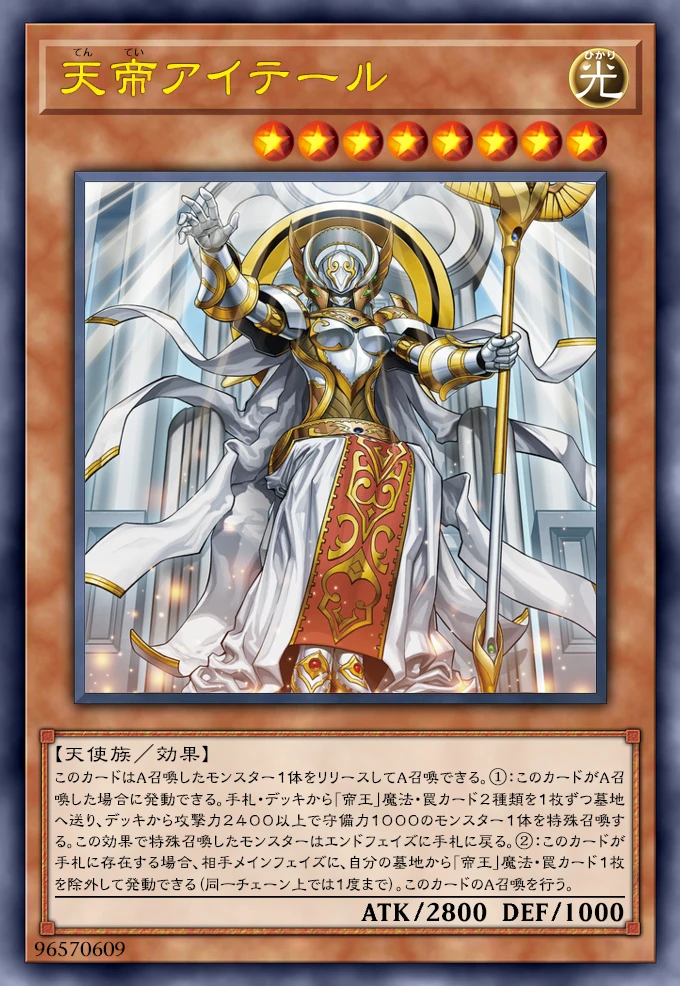 てん てい
天帝アイテール
ひかり
光
【天使族／効果】
このカードはA召喚したモンスター1体をリリースしてA召喚できる。①:このカードがA召
喚した場合に発動できる。手札・デッキから「帝王」魔法・罠カード2種類を1枚ずつ墓地
へ送り、デッキから攻撃力2400以上で守備力1000のモンスター1体を特殊召喚す
る。この効果で特殊召喚したモンスターはエンドフェイズに手札に戻る。②:このカードが
手札に存在する場合、相手メインフェイズに、自分の墓地から「帝王」魔法・罠カード1枚
を除外して発動できる(同一チェーン上では1度まで)。このカードのA召喚を行う。
ATK/2800 DEF/1000
96570609